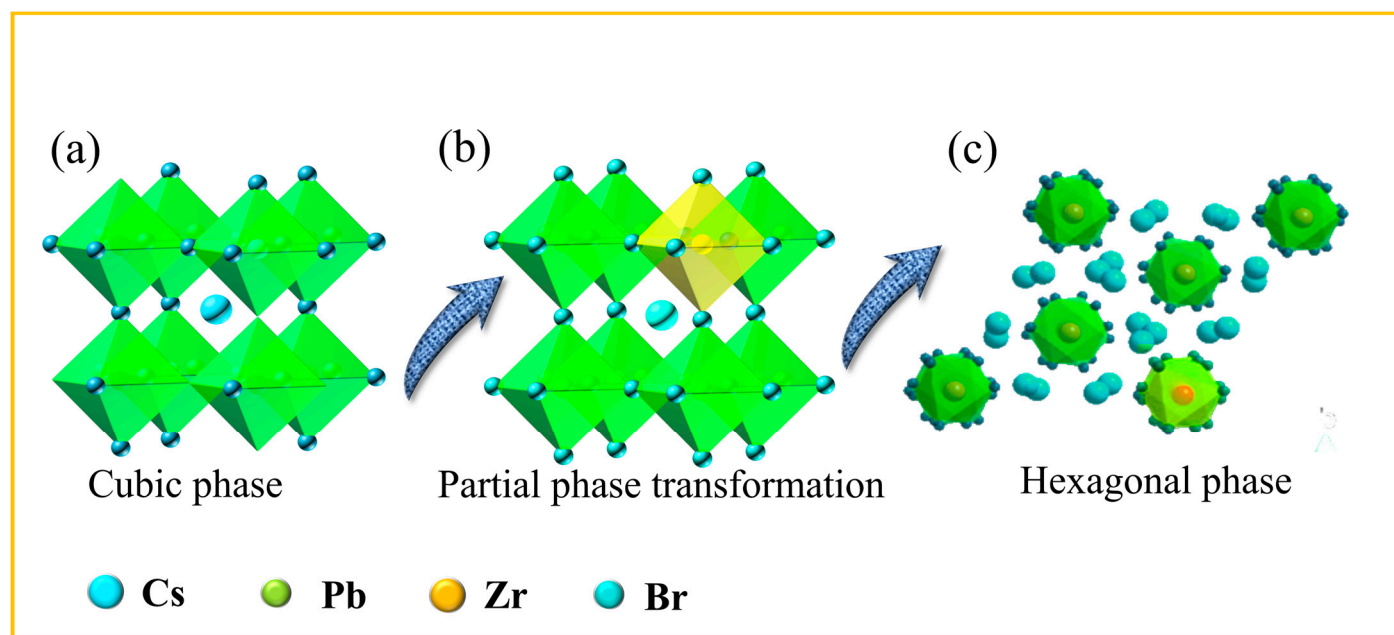 (a)
(b)
(c)
Cubic phase
Partial phase transformation
Hexagonal phase
Cs
Pb
Zr
Br